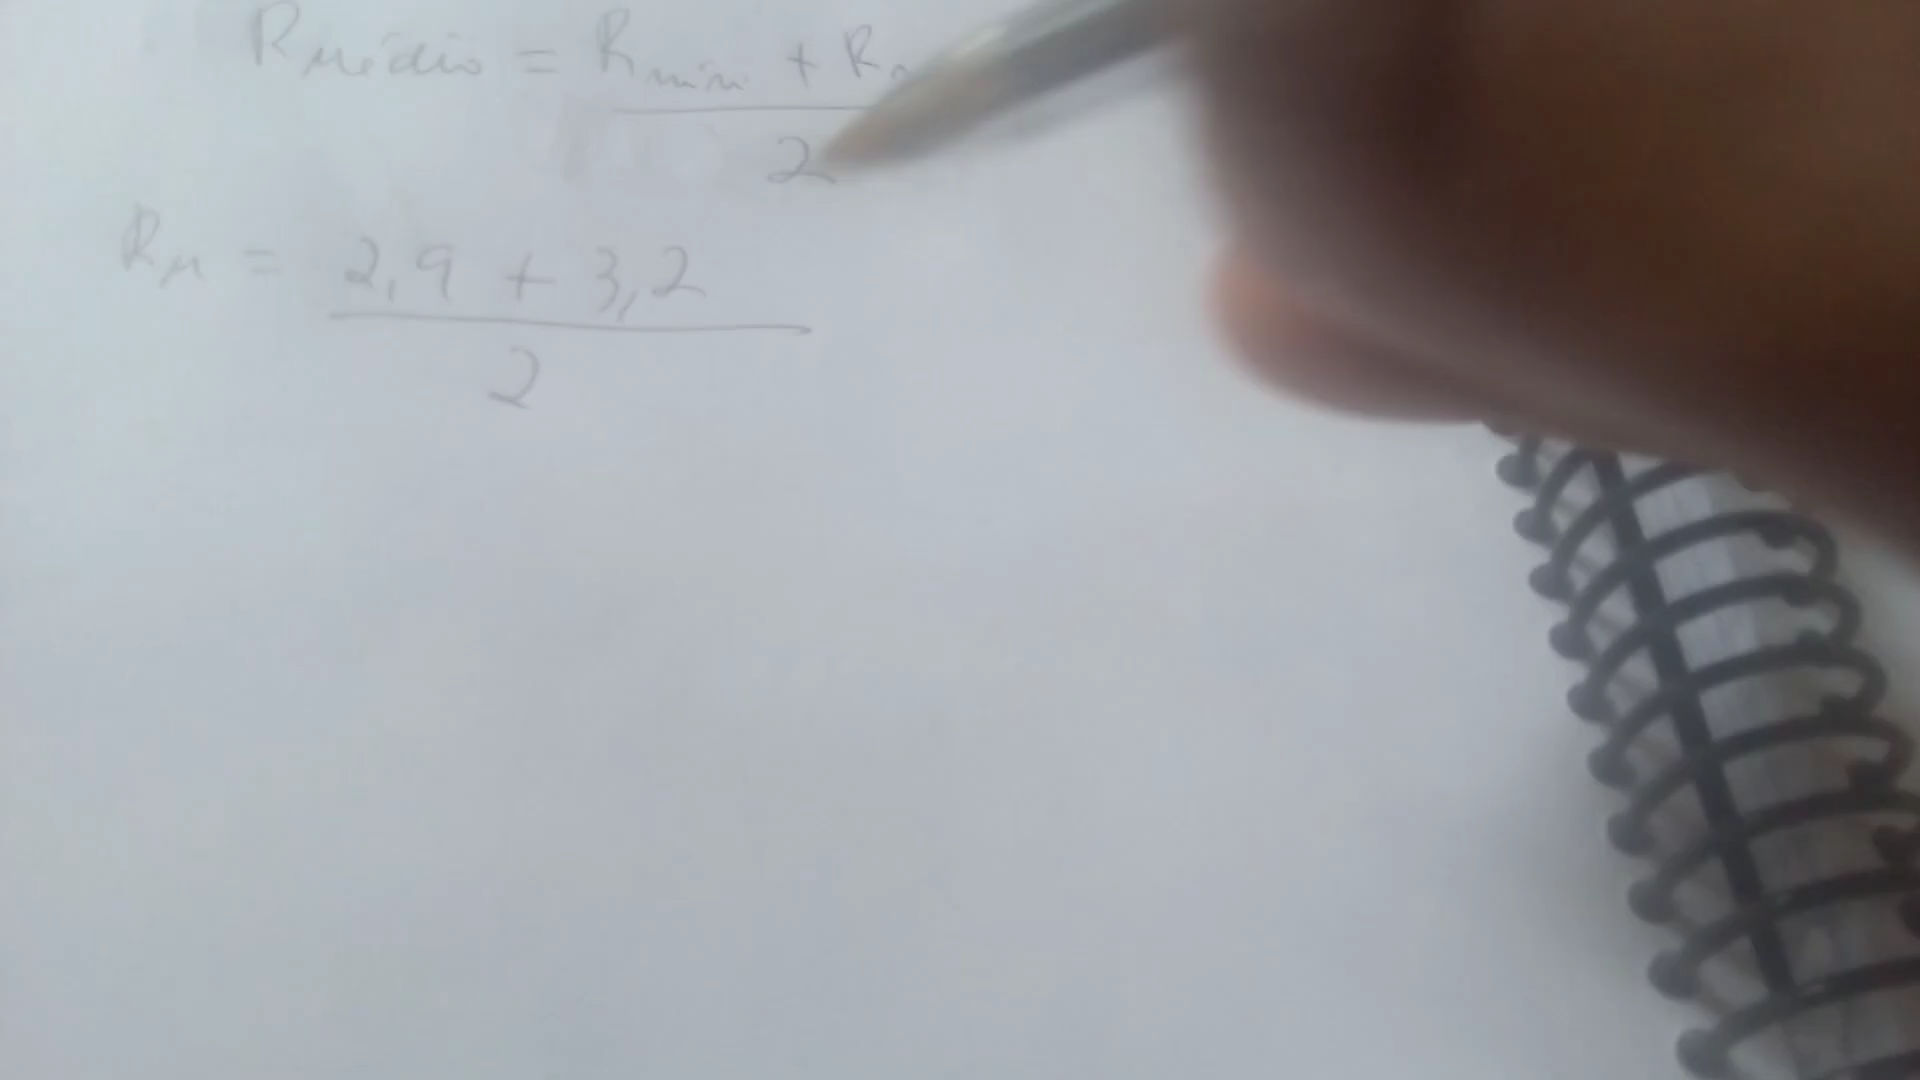 Rmédio = Rmín + R
2
RM = 2,9 + 3,2
2